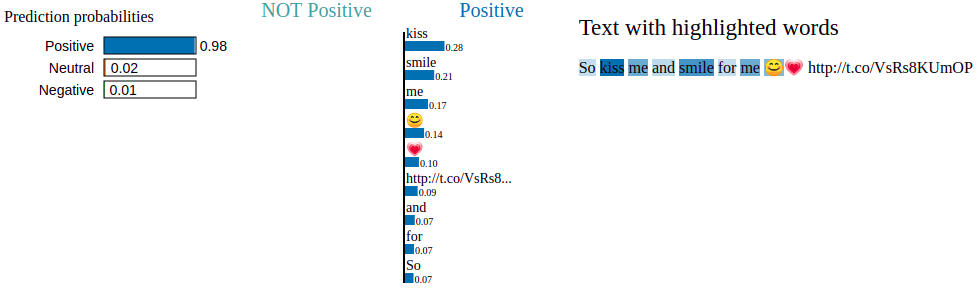 Prediction probabilities
Positive 0.98
Neutral 0.02
Negative 0.01
NOT Positive Positive
kiss
0.28
smile
0.21
me
0.17
😊
0.14
💗
0.10
http://t.co/VsRs8...
0.09
and
0.07
for
0.07
So
0.07
Text with highlighted words
So kiss me and smile for me 😊💗 http://t.co/VsRs8KUmOP